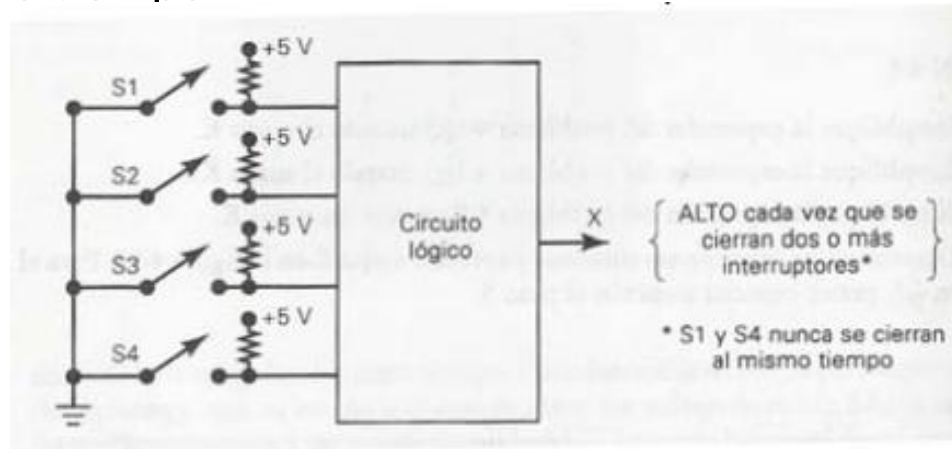 +5 V
S1
+5 V
S2
+5 V
S3
+5 V
S4
Circuito
lógico
X
ALTO cada vez que se
cierran dos o más
interruptores*
* S1 y S4 nunca se cierran
al mismo tiempo